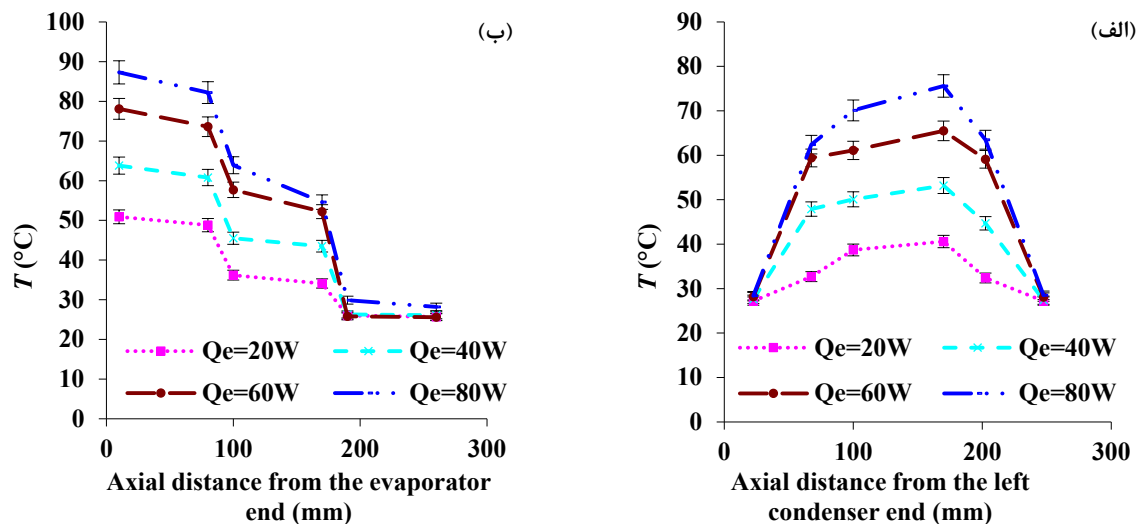 (ب)
T (°C)
100
90
80
70
60
50
40
30
20
10
0
Qe=20W
Qe=40W
Qe=60W
Qe=80W
0
100
200
300
Axial distance from the evaporator
end (mm)
(الف)
T (°C)
90
80
70
60
50
40
30
20
10
0
Qe=20W
Qe=40W
Qe=60W
Qe=80W
0
100
200
300
Axial distance from the left
condenser end (mm)